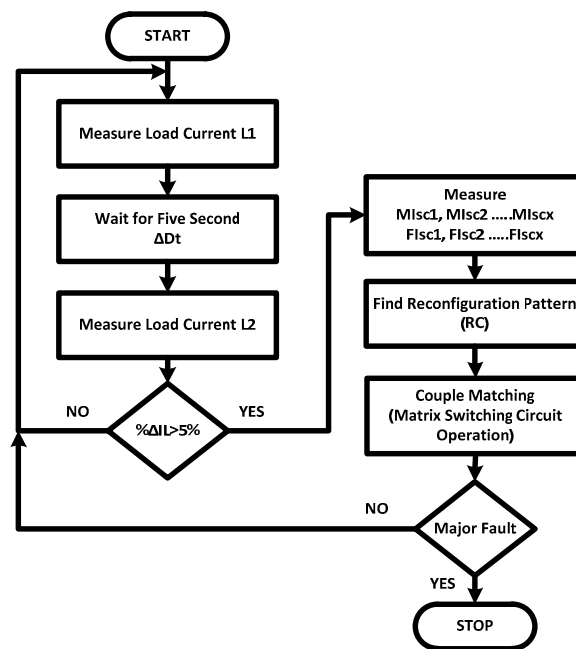 START
Measure Load Current L1
Wait for Five Second
ΔDt
Measure Load Current L2
%ΔIL>5%
NO
YES
Measure
MIsc1, MIsc2 .....MIscx
FIsc1, FIsc2 .....FIscx
Find Reconfiguration Pattern
(RC)
Couple Matching
(Matrix Switching Circuit
Operation)
Major Fault
NO
YES
STOP